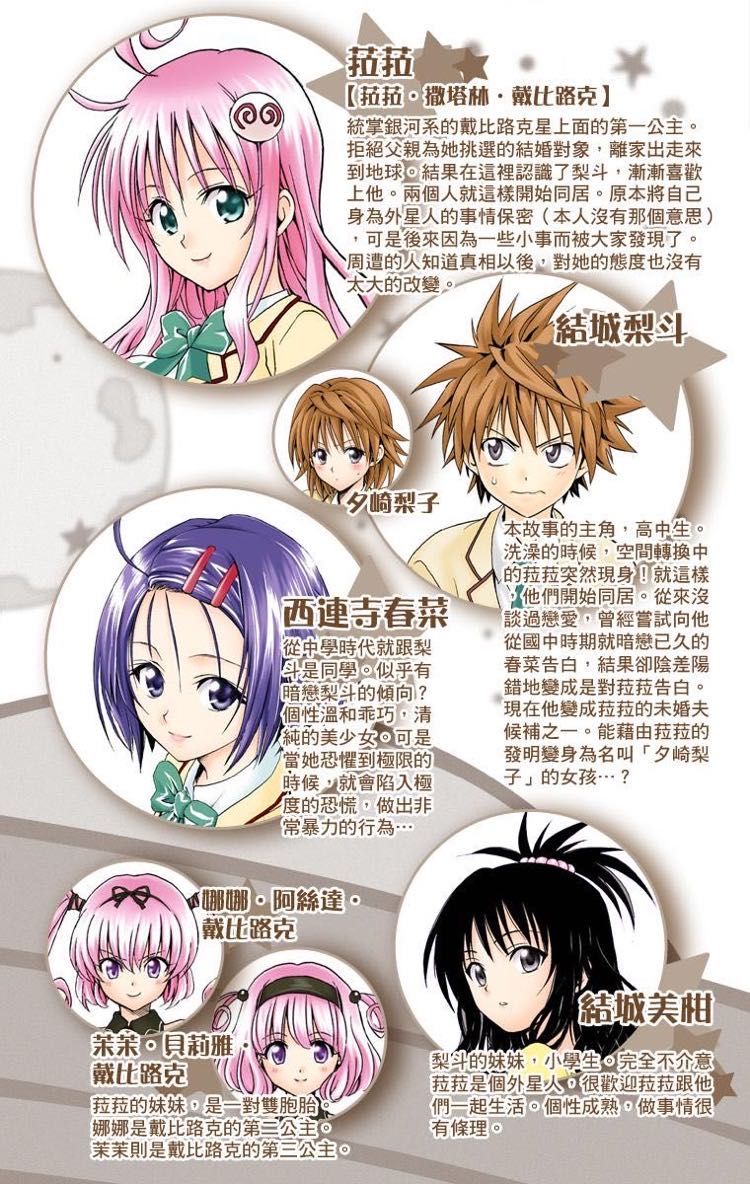 菈菈
【菈菈・撒塔林・戴比路克】
統掌銀河系的戴比路克星上面的第一公主。
拒絕父親為她挑選的結婚對象，離家出走來
到地球。結果在這裡認識了梨斗，漸漸喜歡
上他。兩個人就這樣開始同居。原本將自己
身為外星人的事情保密（本人沒有那個意思）
，可是後來因為一些小事而被大家發現了。
周遭的人知道真相以後，對她的態度也沒有
太大的改變。
結城梨斗
夕崎梨子
本故事的主角，高中生。
洗澡的時候，空間轉換中
的菈菈突然現身！就這樣
，他們開始同居。從來沒
談過戀愛，曾經嘗試向他
從國中時期就暗戀已久的
春菜告白，結果卻陰差陽
錯地變成是對菈菈告白。
現在他變成菈菈的未婚夫
候補之一。能藉由菈菈的
發明變身為名叫「夕崎梨
子」的女孩…？
西連寺春菜
從中學時代就跟梨
斗是同學。似乎有
暗戀梨斗的傾向？
個性溫和乖巧，清
純的美少女。可是
當她恐懼到極限的
時候，就會陷入極
度的恐慌，做出非
常暴力的行為…
娜娜・阿絲達・
戴比路克
茉茉・貝莉雅・
戴比路克
菈菈的妹妹，是一對雙胞胎。
娜娜是戴比路克的第二公主。
茉茉則是戴比路克的第三公主。
結城美柑
梨斗的妹妹，小學生。完全不介意
菈菈是個外星人，很歡迎菈菈跟他
們一起生活。個性成熟，做事情很
有條理。